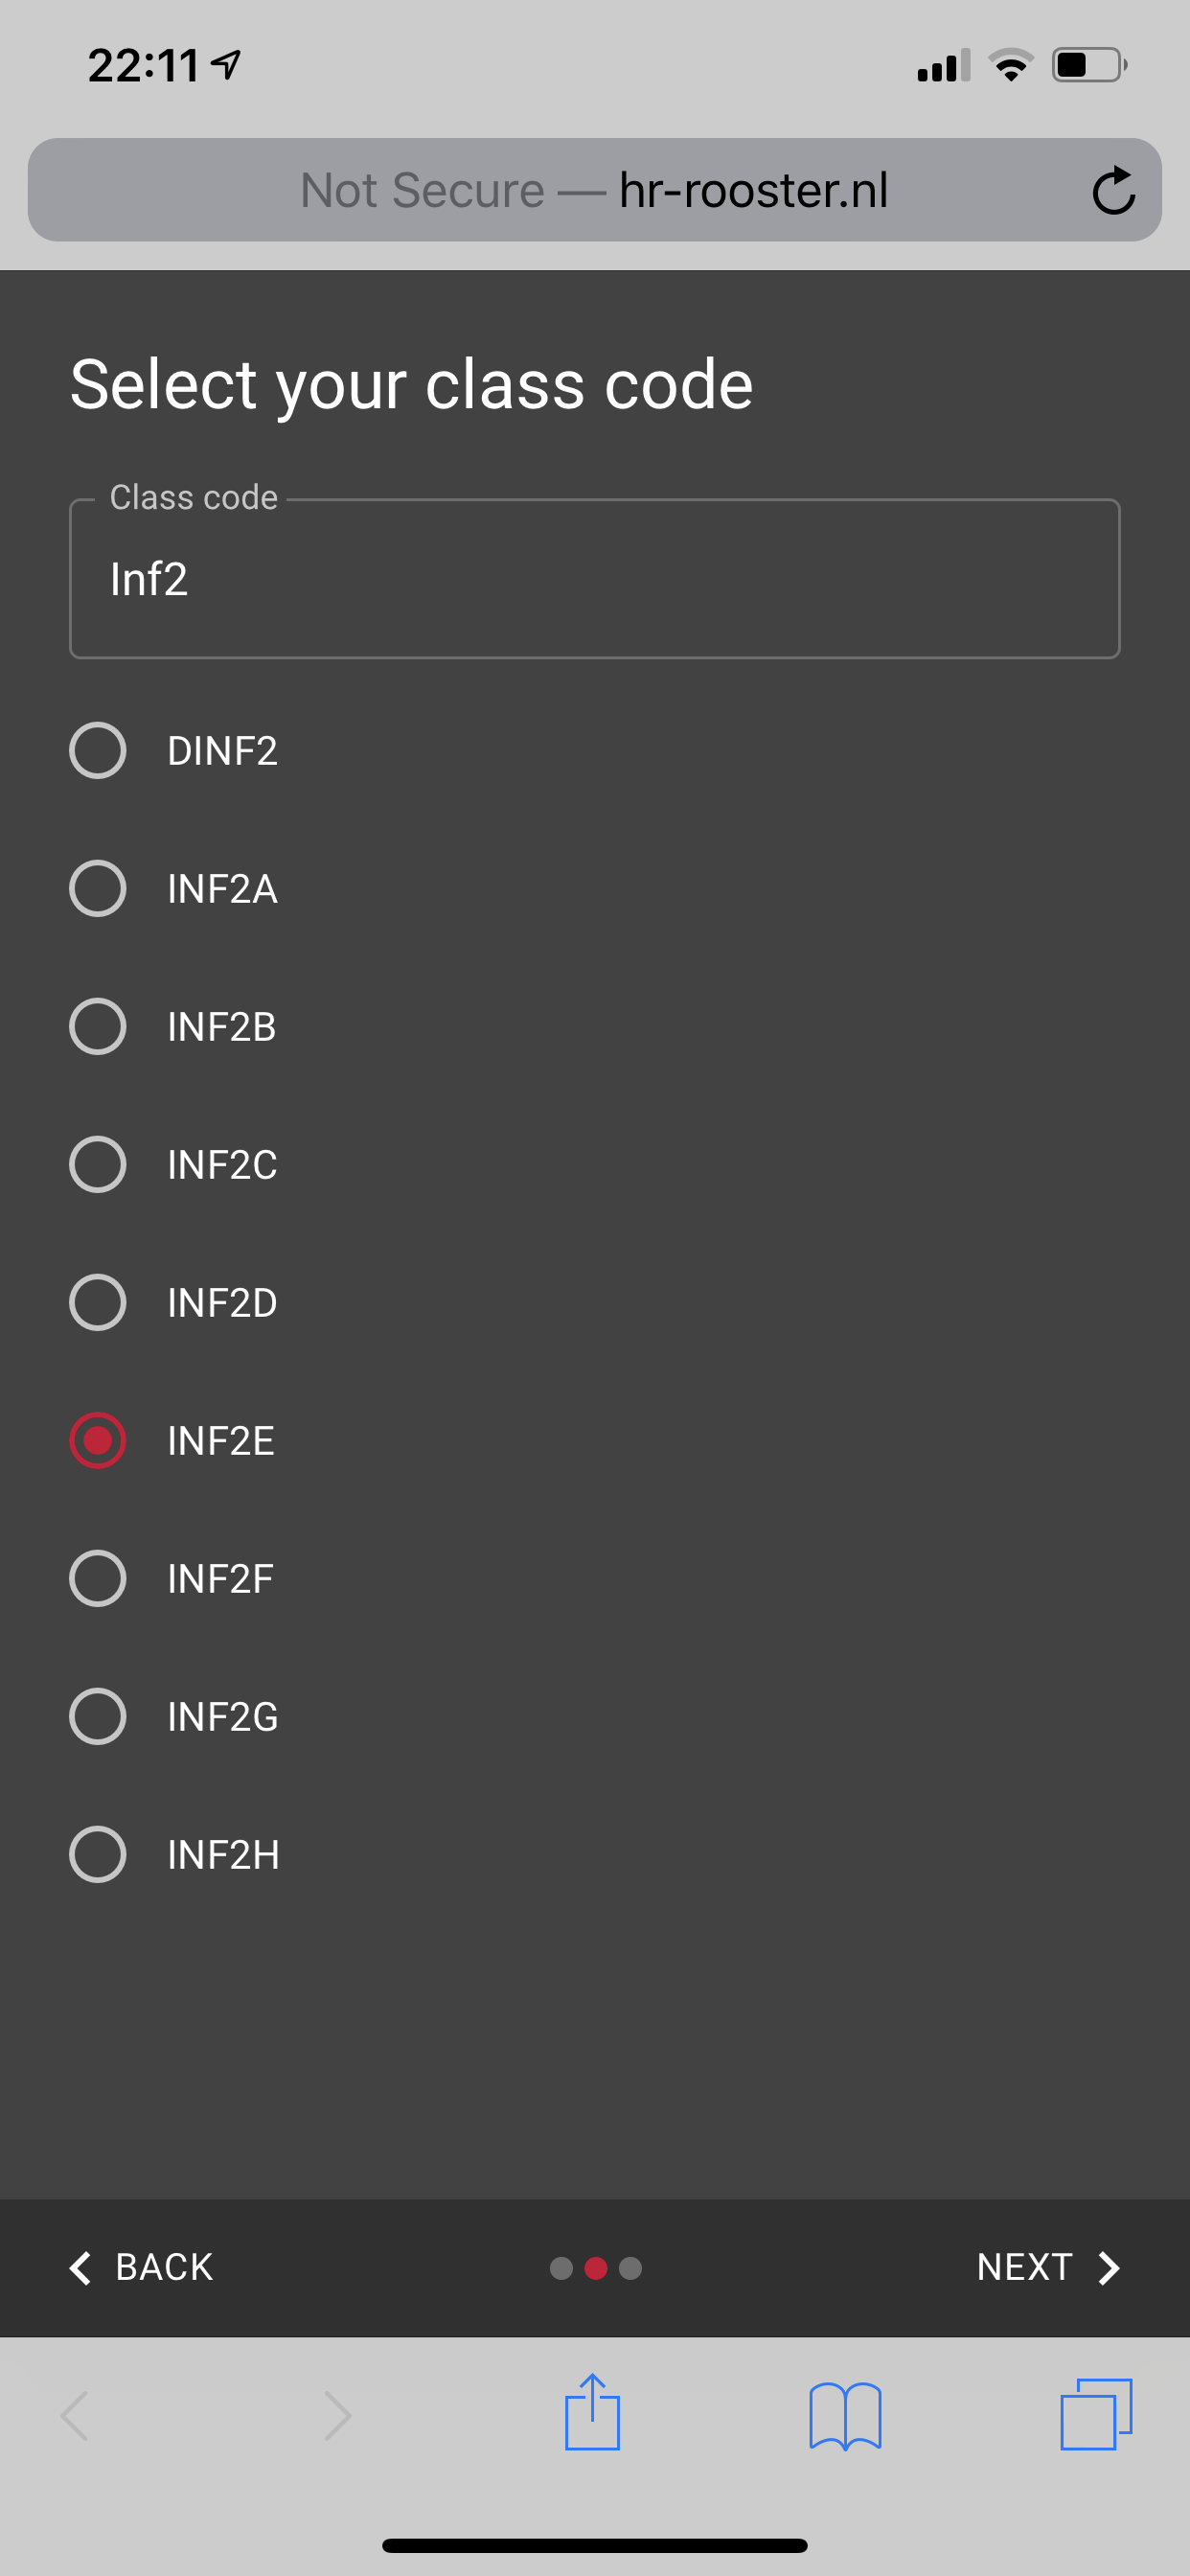 22:11
Not Secure — hr-rooster.nl
Select your class code
Class code
Inf2
DINF2
INF2A
INF2B
INF2C
INF2D
INF2E
INF2F
INF2G
INF2H
BACK NEXT